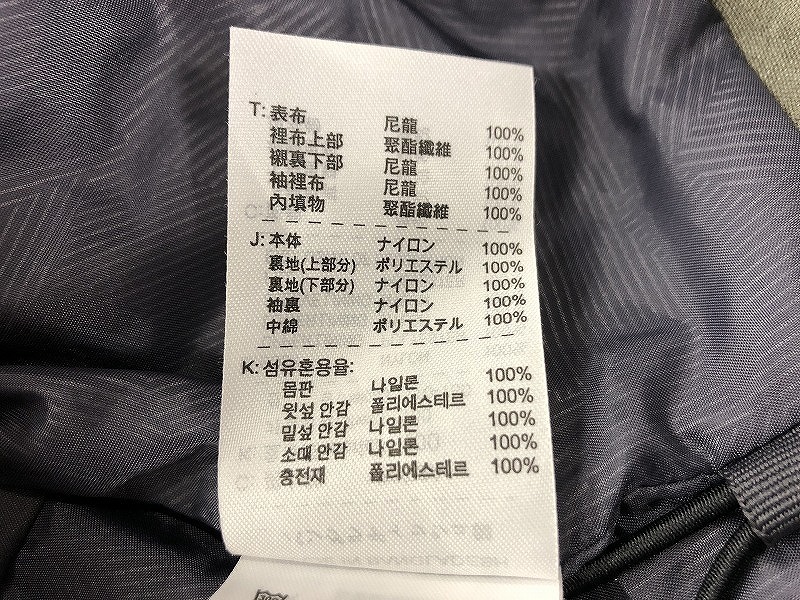 T: 表布 尼龍 100%
裡布上部 聚酯纖維 100%
襯裏下部 尼龍 100%
袖裡布 尼龍 100%
內填物 聚酯纖維 100%
J: 本体 ナイロン 100%
裏地(上部分) ポリエステル 100%
裏地(下部分) ナイロン 100%
袖裏 ナイロン 100%
中綿 ポリエステル 100%
K: 섬유혼용율:
몸판 나일론 100%
윗섶 안감 폴리에스테르 100%
밑섶 안감 나일론 100%
소매 안감 나일론 100%
충전재 폴리에스테르 100%